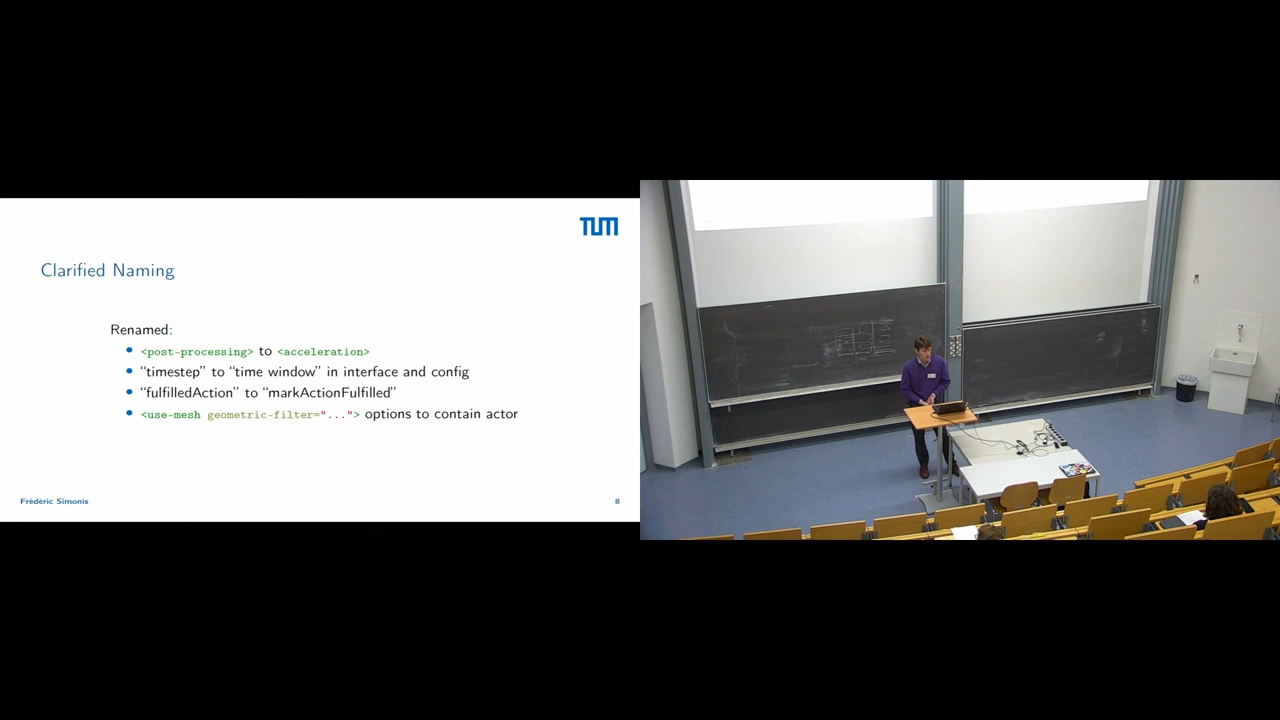 TUM
Clarified Naming
Renamed:
• <post-processing> to <acceleration>
• “timestep” to “time window” in interface and config
• “fulfilledAction” to “markActionFulfilled”
• <use-mesh geometric-filter="..."> options to contain actor
Frédéric Simonis
8